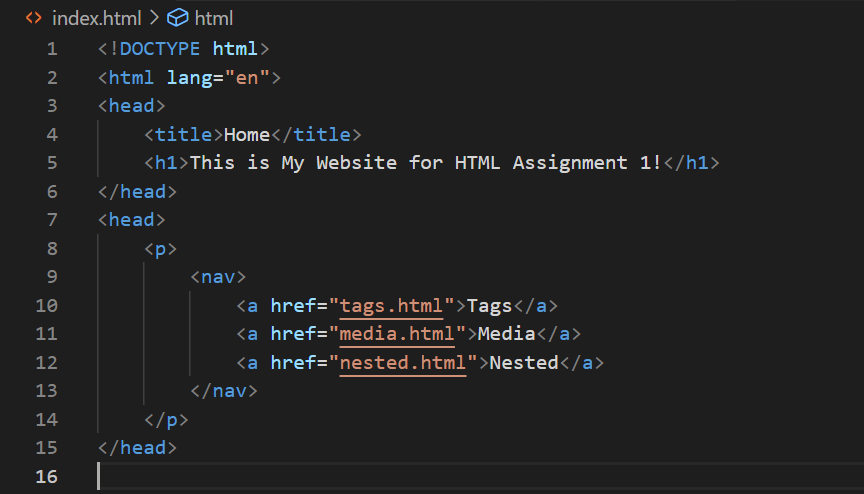 index.html > html
1 <!DOCTYPE html>
2 <html lang="en">
3 <head>
4     <title>Home</title>
5     <h1>This is My Website for HTML Assignment 1!</h1>
6 </head>
7 <head>
8     <p>
9         <nav>
10             <a href="tags.html">Tags</a>
11             <a href="media.html">Media</a>
12             <a href="nested.html">Nested</a>
13         </nav>
14     </p>
15 </head>
16